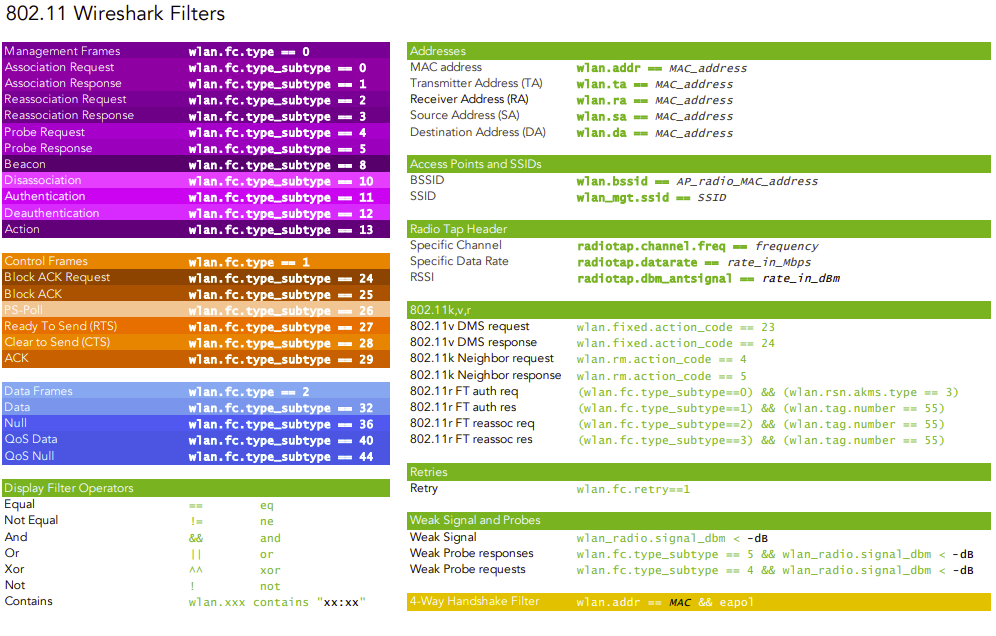 802.11 Wireshark Filters
Management Frames wlan.fc.type == 0
Association Request wlan.fc.type_subtype == 0
Association Response wlan.fc.type_subtype == 1
Reassociation Request wlan.fc.type_subtype == 2
Reassociation Response wlan.fc.type_subtype == 3
Probe Request wlan.fc.type_subtype == 4
Probe Response wlan.fc.type_subtype == 5
Beacon wlan.fc.type_subtype == 8
Disassociation wlan.fc.type_subtype == 10
Authentication wlan.fc.type_subtype == 11
Deauthentication wlan.fc.type_subtype == 12
Action wlan.fc.type_subtype == 13
Control Frames wlan.fc.type == 1
Block ACK Request wlan.fc.type_subtype == 24
Block ACK wlan.fc.type_subtype == 25
PS-Poll wlan.fc.type_subtype == 26
Ready To Send (RTS) wlan.fc.type_subtype == 27
Clear to Send (CTS) wlan.fc.type_subtype == 28
ACK wlan.fc.type_subtype == 29
Data Frames wlan.fc.type == 2
Data wlan.fc.type_subtype == 32
Null wlan.fc.type_subtype == 36
QoS Data wlan.fc.type_subtype == 40
QoS Null wlan.fc.type_subtype == 44
Display Filter Operators
Equal == eq
Not Equal != ne
And && and
Or || or
Xor ^^ xor
Not ! not
Contains wlan.xxx contains "xx:xx"
Addresses
MAC address wlan.addr == MAC_address
Transmitter Address (TA) wlan.ta == MAC_address
Receiver Address (RA) wlan.ra == MAC_address
Source Address (SA) wlan.sa == MAC_address
Destination Address (DA) wlan.da == MAC_address
Access Points and SSIDs
BSSID wlan.bssid == AP_radio_MAC_address
SSID wlan_mgt.ssid == SSID
Radio Tap Header
Specific Channel radiotap.channel.freq == frequency
Specific Data Rate radiotap.datarate == rate_in_Mbps
RSSI radiotap.dbm_antsignal == rate_in_dBm
802.11k,v,r
802.11v DMS request wlan.fixed.action_code == 23
802.11v DMS response wlan.fixed.action_code == 24
802.11k Neighbor request wlan.rm.action_code == 4
802.11k Neighbor response wlan.rm.action_code == 5
802.11r FT auth req (wlan.fc.type_subtype==0) && (wlan.rsn.akms.type == 3)
802.11r FT auth res (wlan.fc.type_subtype==1) && (wlan.tag.number == 55)
802.11r FT reassoc req (wlan.fc.type_subtype==2) && (wlan.tag.number == 55)
802.11r FT reassoc res (wlan.fc.type_subtype==3) && (wlan.tag.number == 55)
Retries
Retry wlan.fc.retry==1
Weak Signal and Probes
Weak Signal wlan_radio.signal_dbm < -dB
Weak Probe responses wlan.fc.type_subtype == 5 && wlan_radio.signal_dbm < -dB
Weak Probe requests wlan.fc.type_subtype == 4 && wlan_radio.signal_dbm < -dB
4-Way Handshake Filter wlan.addr == MAC && eapol